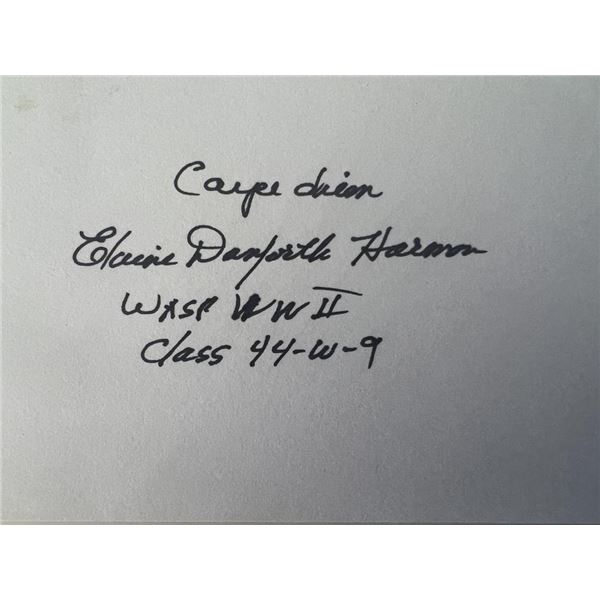 Carpe diem
Elaine Danforth Harmon
WASP WW II
Class 44-W-9